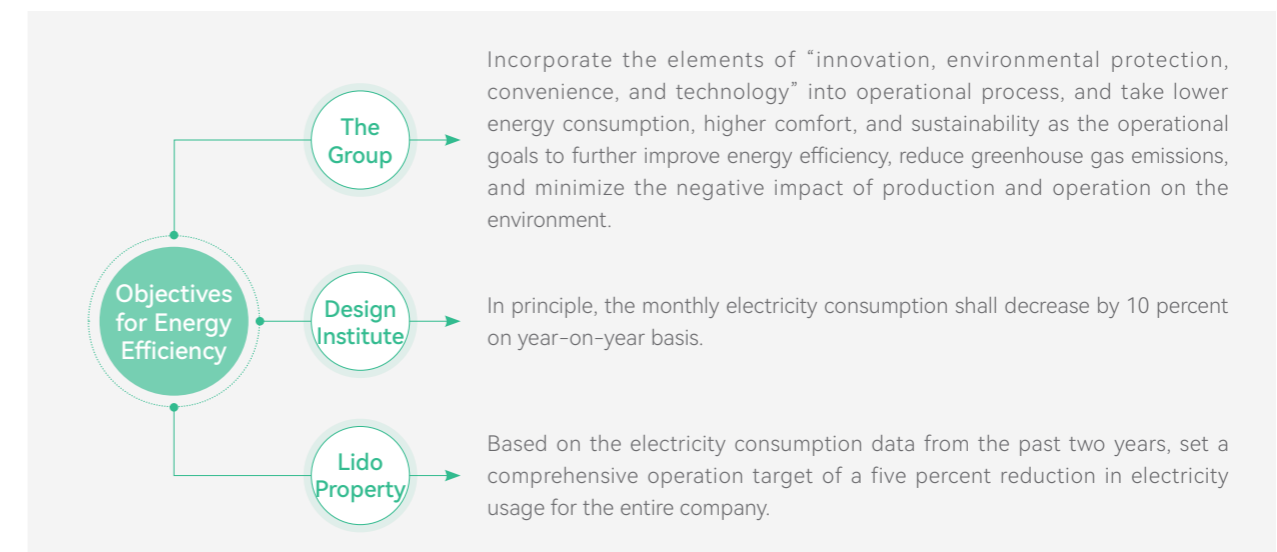 Objectives
for Energy
Efficiency
The
Group
Incorporate the elements of “innovation, environmental protection,
convenience, and technology” into operational process, and take lower
energy consumption, higher comfort, and sustainability as the operational
goals to further improve energy efficiency, reduce greenhouse gas emissions,
and minimize the negative impact of production and operation on the
environment.
Design
Institute
In principle, the monthly electricity consumption shall decrease by 10 percent
on year-on-year basis.
Lido
Property
Based on the electricity consumption data from the past two years, set a
comprehensive operation target of a five percent reduction in electricity
usage for the entire company.